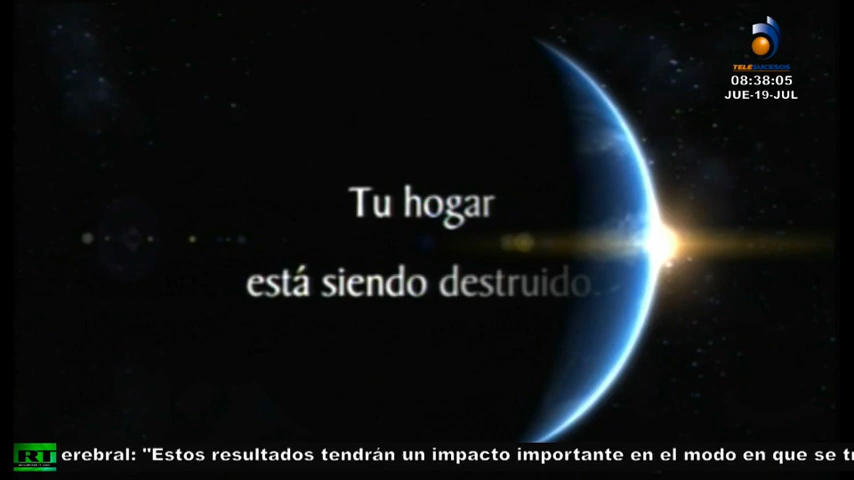 TELESUCESOS
08:38:05
JUE-19-JUL
Tu hogar
está siendo destruido.
RT
erebral: "Estos resultados tendrán un impacto importante en el modo en que se tr